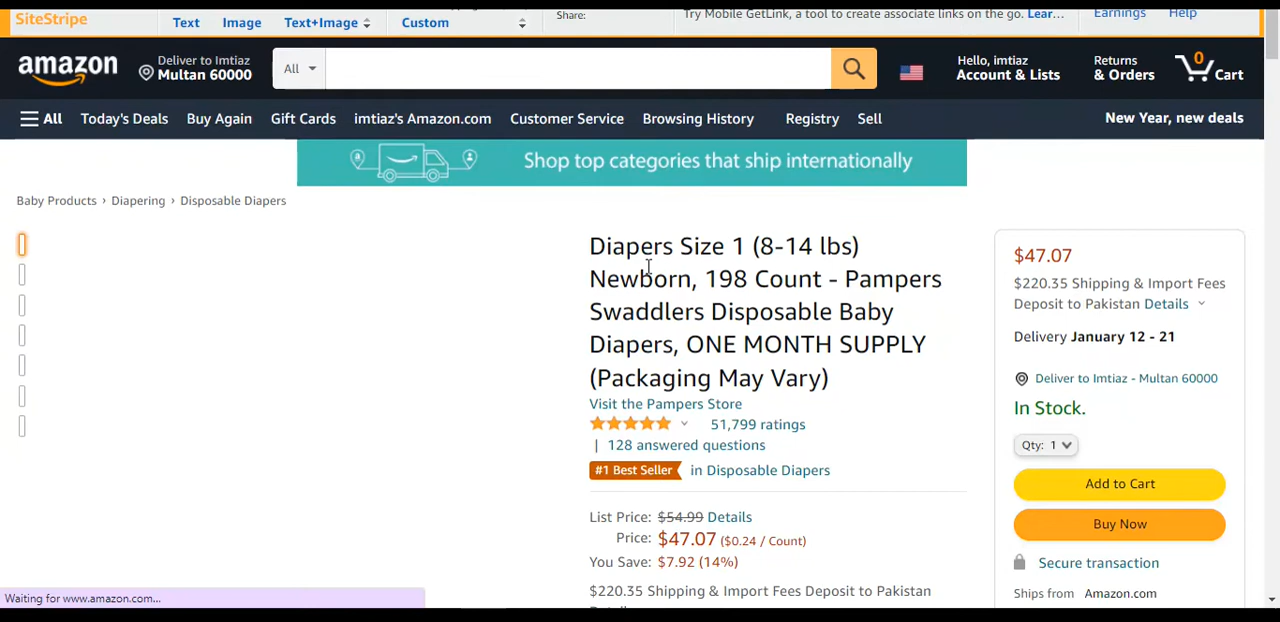 SiteStripe
Text Image Text+Image Custom
Share:
Try Mobile GetLink, a tool to create associate links on the go. Lear...
Earnings Help
amazon
Deliver to Imtiaz
Multan 60000
All
Hello, imtiaz
Account & Lists
Returns
& Orders
0
Cart
All Today's Deals Buy Again Gift Cards imtiaz's Amazon.com Customer Service Browsing History Registry Sell
New Year, new deals
Shop top categories that ship internationally
Baby Products › Diapering › Disposable Diapers
Diapers Size 1 (8-14 lbs)
Newborn, 198 Count - Pampers
Swaddlers Disposable Baby
Diapers, ONE MONTH SUPPLY
(Packaging May Vary)
Visit the Pampers Store
51,799 ratings
| 128 answered questions
#1 Best Seller in Disposable Diapers
List Price: $54.99 Details
Price: $47.07 ($0.24 / Count)
You Save: $7.92 (14%)
$220.35 Shipping & Import Fees Deposit to Pakistan
$47.07
$220.35 Shipping & Import Fees
Deposit to Pakistan Details
Delivery January 12 - 21
Deliver to Imtiaz - Multan 60000
In Stock.
Qty: 1
Add to Cart
Buy Now
Secure transaction
Ships from Amazon.com
Waiting for www.amazon.com...